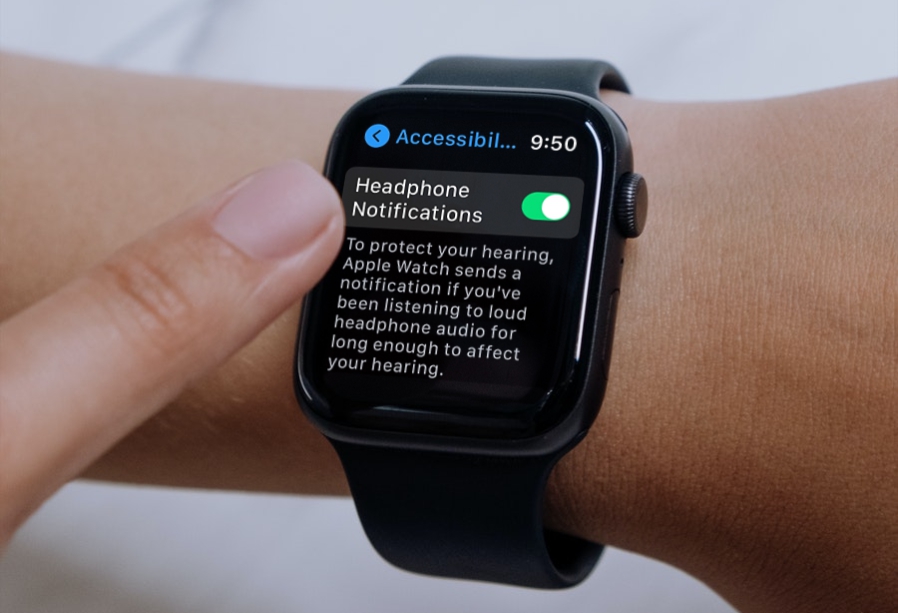 Accessibil... 9:50
Headphone
Notifications
To protect your hearing,
Apple Watch sends a
notification if you've
been listening to loud
headphone audio for
long enough to affect
your hearing.